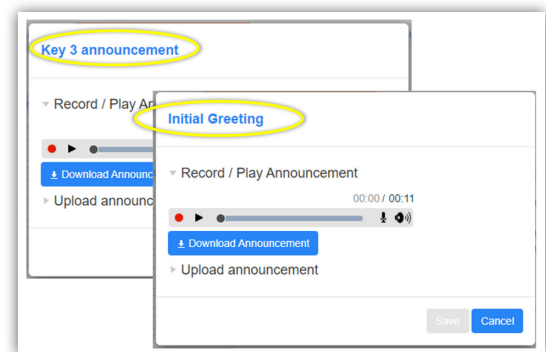 Key 3 announcement
Record / Play An
Download Announc
Upload announc
Initial Greeting
Record / Play Announcement
00:00 / 00:11
Download Announcement
Upload announcement
Save Cancel